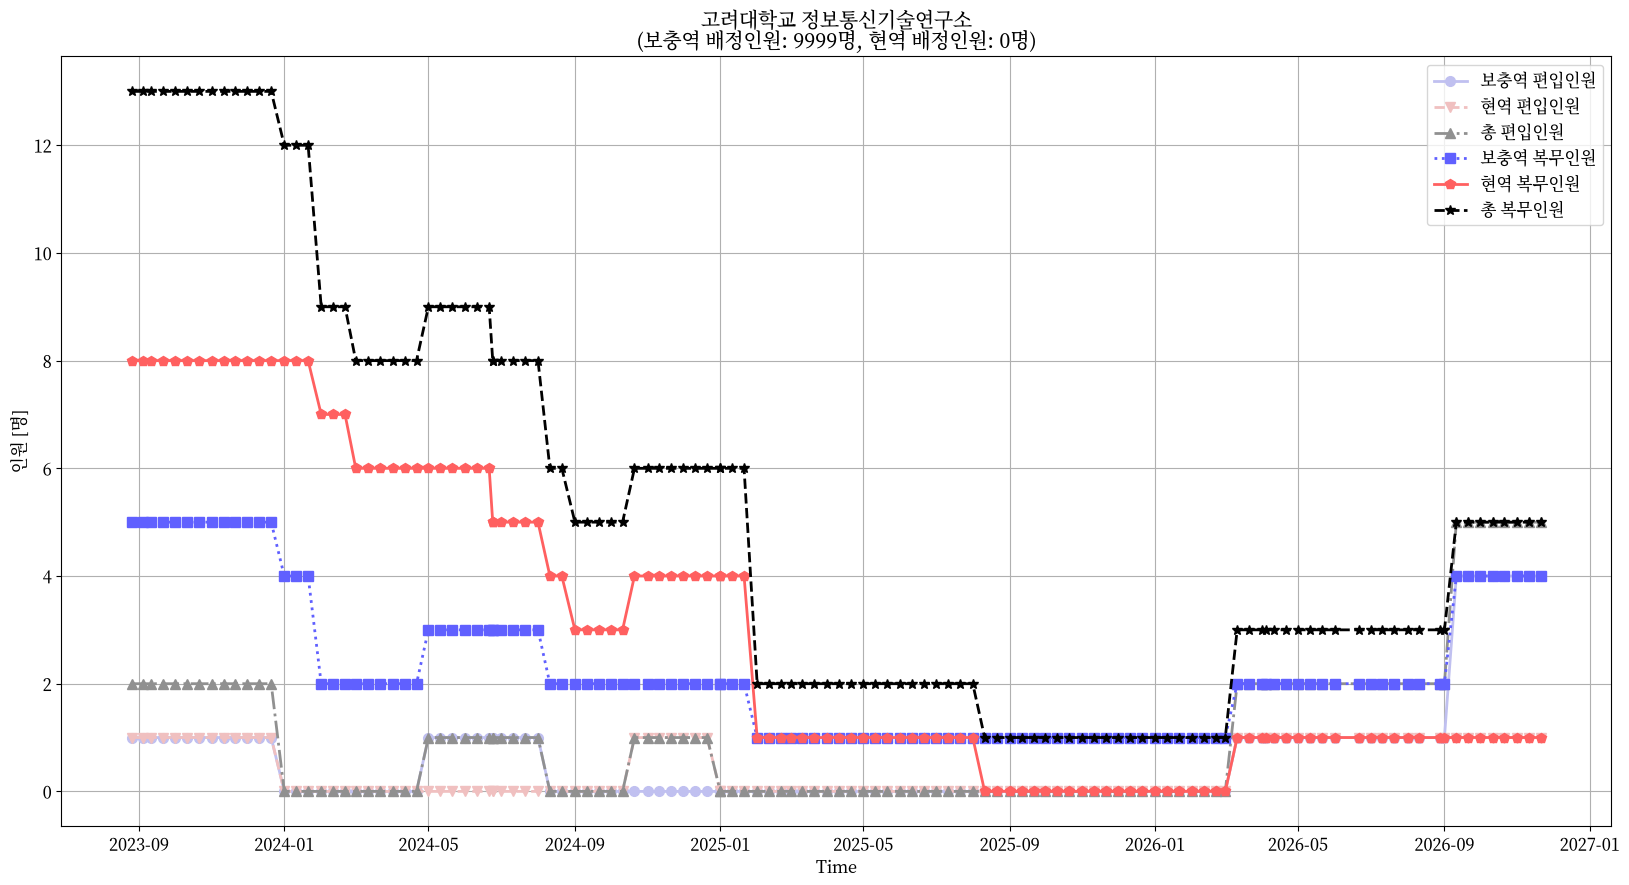 고려대학교 정보통신기술연구소
(보충역 배정인원: 9999명, 현역 배정인원: 0명)
보충역 편입인원
현역 편입인원
총 편입인원
보충역 복무인원
현역 복무인원
총 복무인원
인원 [명]
12
10
8
6
4
2
0
2023-09
2024-01
2024-05
2024-09
2025-01
2025-05
2025-09
2026-01
2026-05
2026-09
2027-01
Time